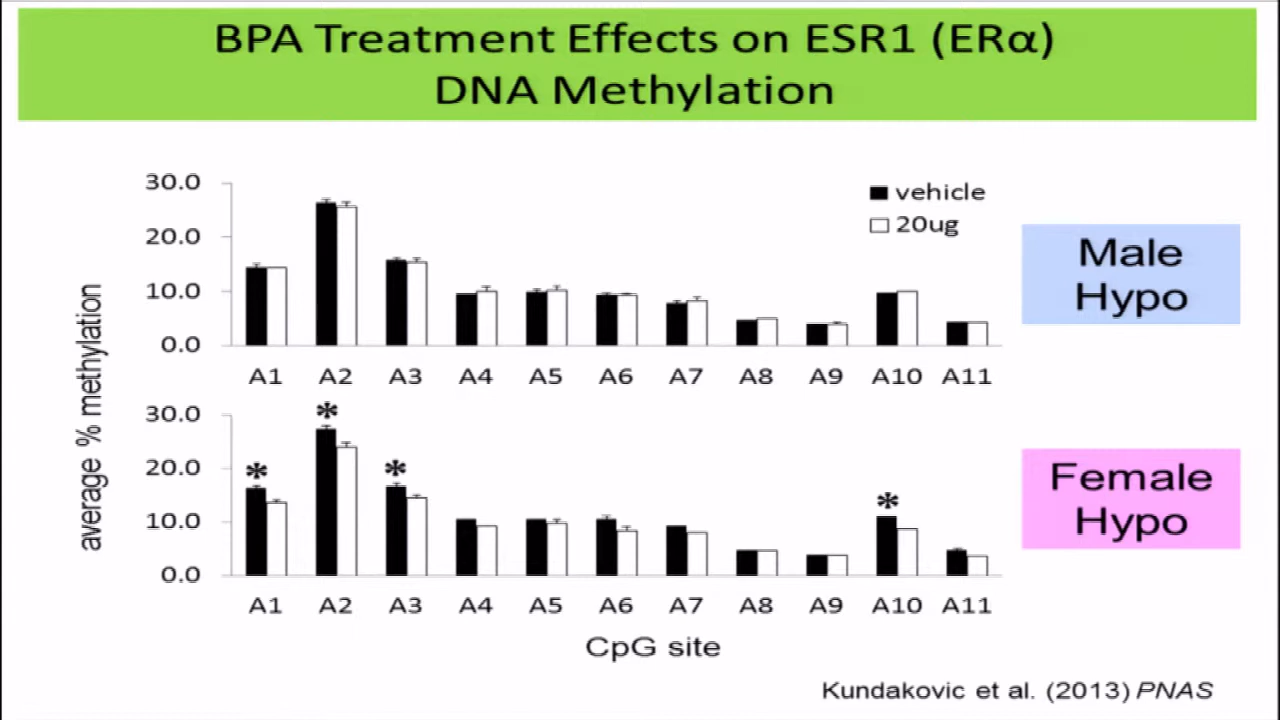 BPA Treatment Effects on ESR1 (ERα)
DNA Methylation
average % methylation
30.0
20.0
10.0
0.0
vehicle
20ug
A1 A2 A3 A4 A5 A6 A7 A8 A9 A10 A11
Male
Hypo
30.0
20.0
10.0
0.0
* * * *
A1 A2 A3 A4 A5 A6 A7 A8 A9 A10 A11
Female
Hypo
CpG site
Kundakovic et al. (2013) PNAS